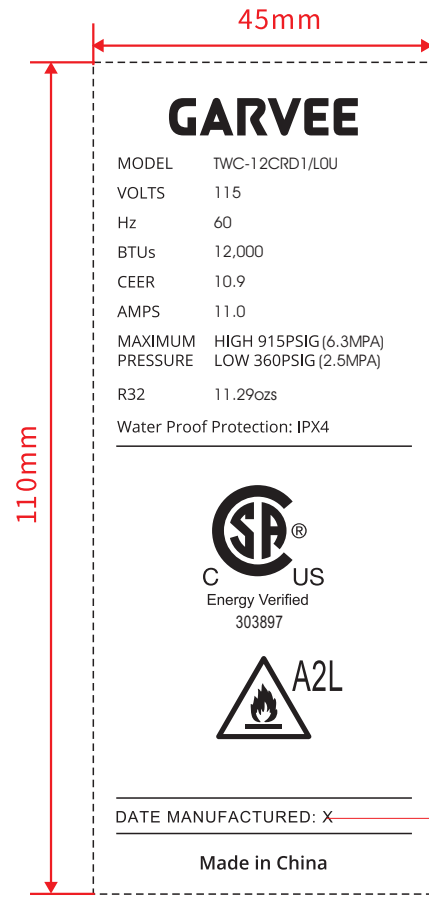 45mm
110mm
GARVEE
MODEL TWC-12CRD1/L0U
VOLTS 115
Hz 60
BTUs 12,000
CEER 10.9
AMPS 11.0
MAXIMUM HIGH 915PSIG(6.3MPA)
PRESSURE LOW 360PSIG(2.5MPA)
R32 11.29ozs
Water Proof Protection: IPX4
CSA ®
C US
Energy Verified
303897
A2L
DATE MANUFACTURED: X
Made in China